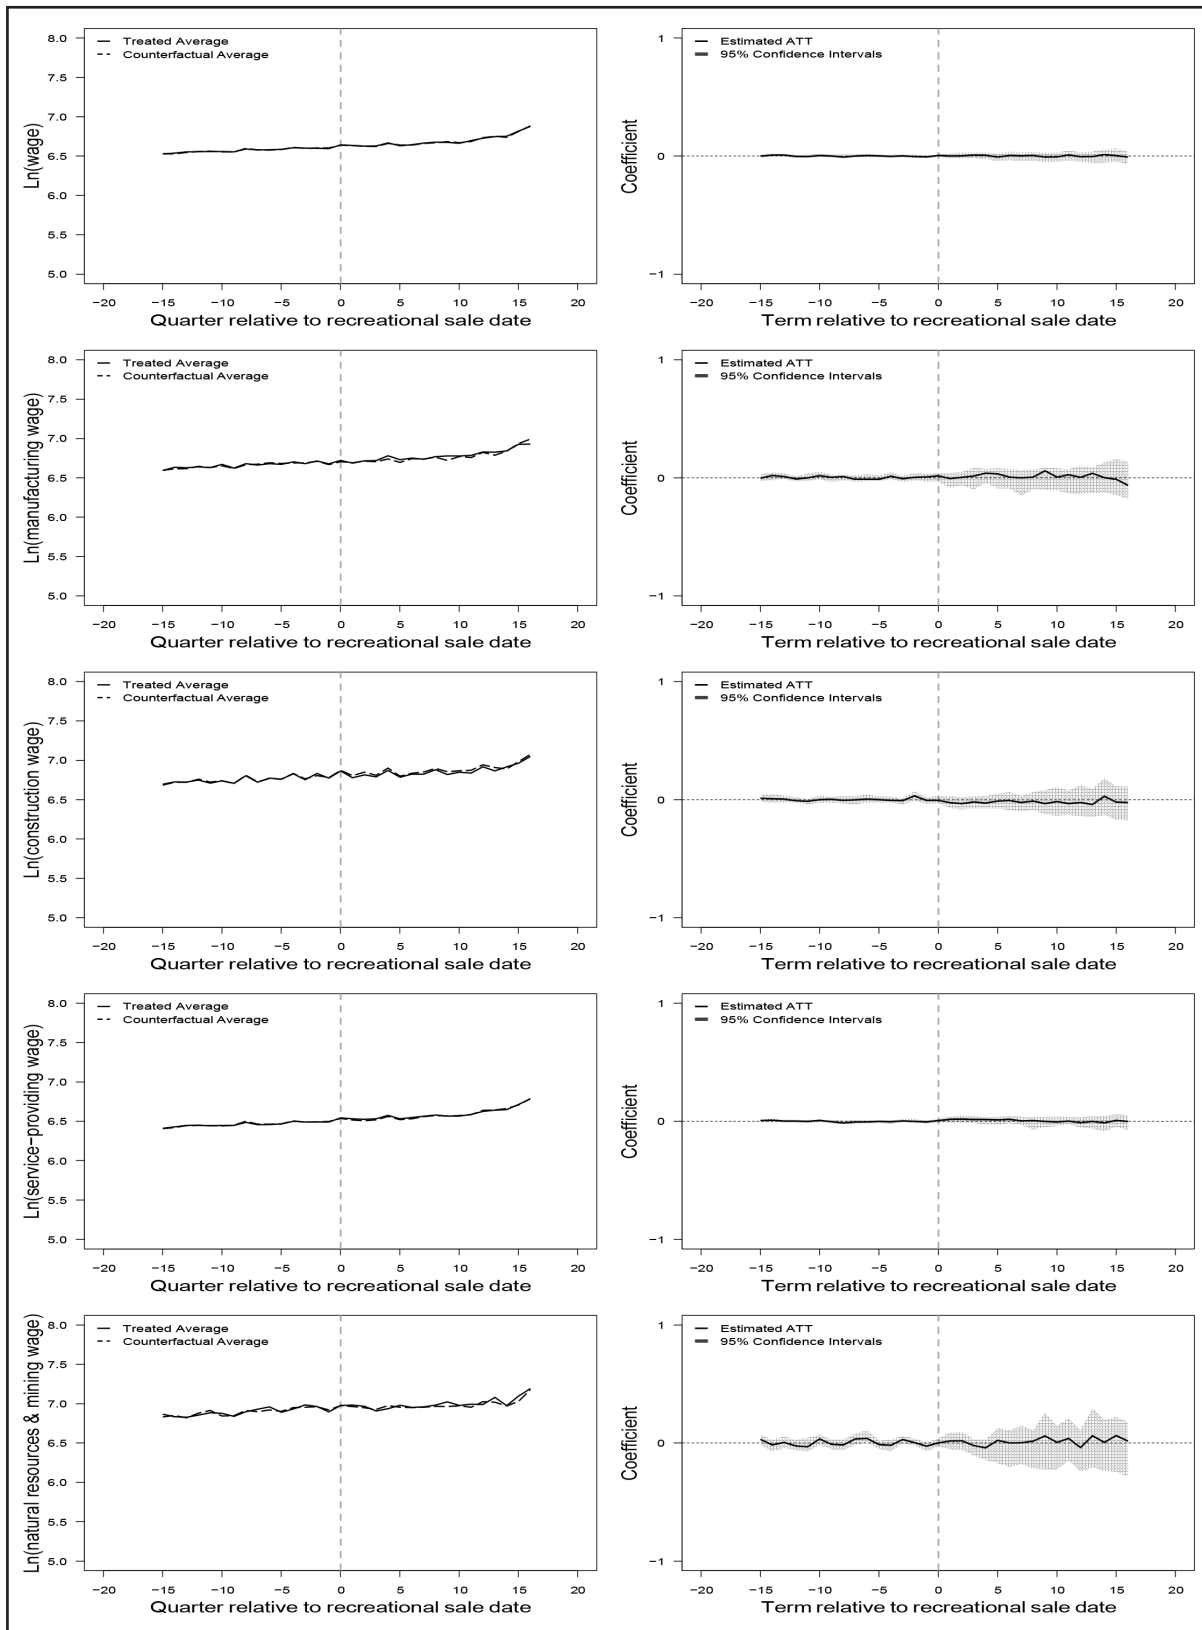 8.0
Treated Average
Counterfactual Average
7.5
7.0
6.5
6.0
5.5
5.0
Ln(wage)
−20 −15 −10 −5 0 5 10 15 20
Quarter relative to recreational sale date
1
Estimated ATT
95% Confidence Intervals
0
−1
Coefficient
−20 −15 −10 −5 0 5 10 15 20
Term relative to recreational sale date
8.0
Treated Average
Counterfactual Average
7.5
7.0
6.5
6.0
5.5
5.0
Ln(manufacturing wage)
−20 −15 −10 −5 0 5 10 15 20
Quarter relative to recreational sale date
1
Estimated ATT
95% Confidence Intervals
0
−1
Coefficient
−20 −15 −10 −5 0 5 10 15 20
Term relative to recreational sale date
8.0
Treated Average
Counterfactual Average
7.5
7.0
6.5
6.0
5.5
5.0
Ln(construction wage)
−20 −15 −10 −5 0 5 10 15 20
Quarter relative to recreational sale date
1
Estimated ATT
95% Confidence Intervals
0
−1
Coefficient
−20 −15 −10 −5 0 5 10 15 20
Term relative to recreational sale date
8.0
Treated Average
Counterfactual Average
7.5
7.0
6.5
6.0
5.5
5.0
Ln(service−providing wage)
−20 −15 −10 −5 0 5 10 15 20
Quarter relative to recreational sale date
1
Estimated ATT
95% Confidence Intervals
0
−1
Coefficient
−20 −15 −10 −5 0 5 10 15 20
Term relative to recreational sale date
8.0
Treated Average
Counterfactual Average
7.5
7.0
6.5
6.0
5.5
5.0
Ln(natural resources & mining wage)
−20 −15 −10 −5 0 5 10 15 20
Quarter relative to recreational sale date
1
Estimated ATT
95% Confidence Intervals
0
−1
Coefficient
−20 −15 −10 −5 0 5 10 15 20
Term relative to recreational sale date